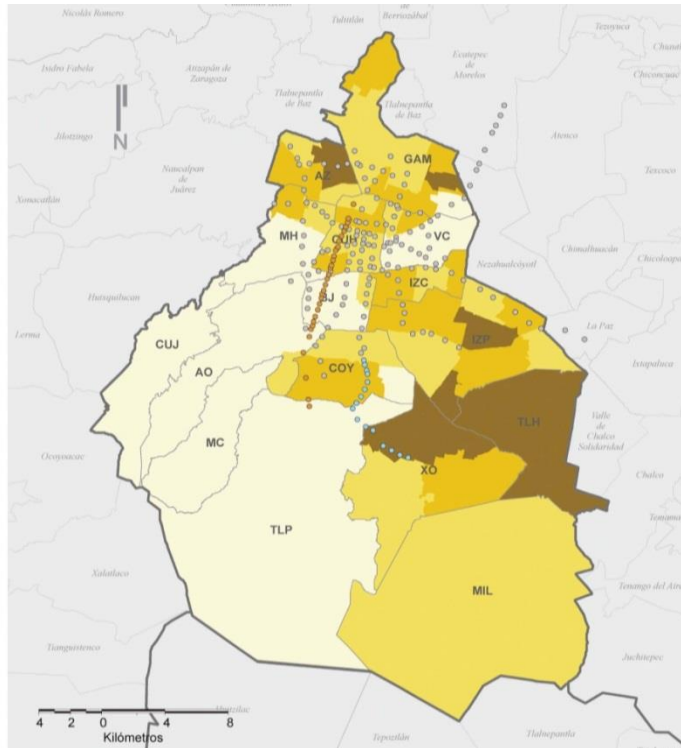 Nicolás Romero
Tultitlán
de
Berriozábal
Tezoyuca
Isidro Fabela
Atizapán de
Zaragoza
Ecatepec
de
Morelos
Chiconcuac
Tlalnepantla
de Baz
Tlalnepantla
de Baz
N
Jilotzingo
Atenco
GAM
Naucalpan
de
Juárez
AZ
Texcoco
Xonacatlán
MH
CUH
VC
Chimalhuacán
Chicoloapan
Nezahualcóyotl
IZC
Huixquilucan
BJ
Lerma
La Paz
CUJ
IZP
Ixtapaluca
AO
COY
TLH
Valle
de
Chalco
Solidaridad
MC
Ocoyoacac
XO
Chalco
TLP
Xalatlaco
MIL
Tenango del Aire
Tianguistenco
Juchitepec
4 2 0 4 8
Kilómetros
Tepoztlán
Tlalnepantla